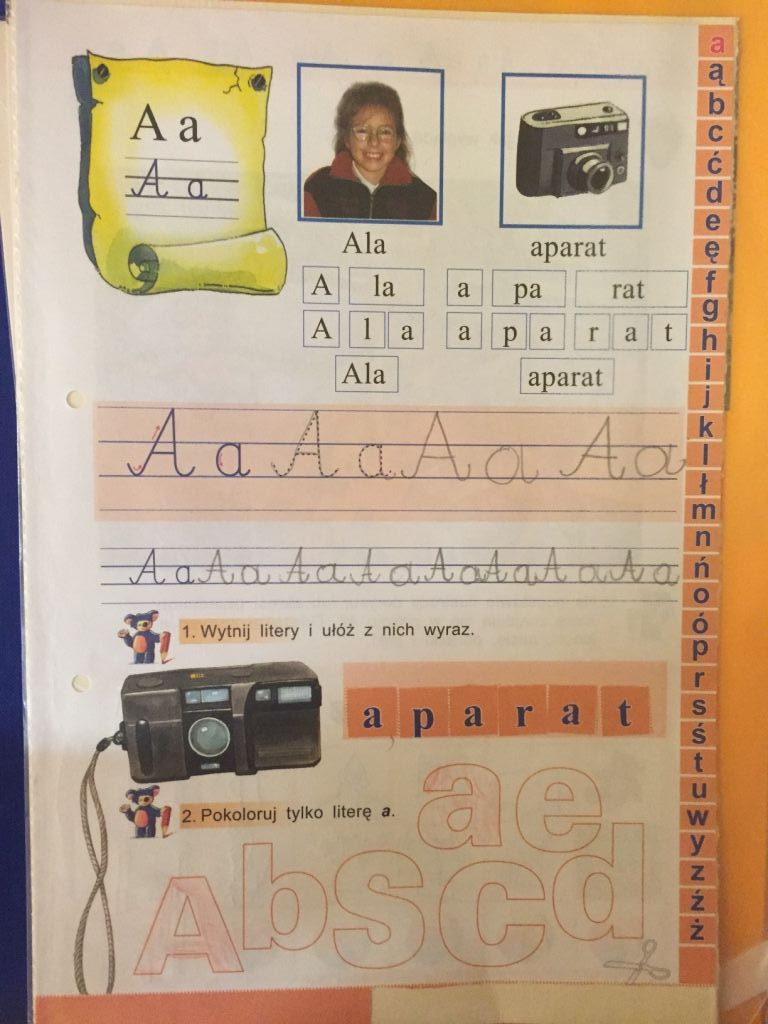 A a
A a
Ala
aparat
A la a pa rat
A l a a p a r a t
Ala aparat
A a A a A a A a
A a A a A a A a A a A a A a A a
1. Wytnij litery i ułóż z nich wyraz.
a p a r a t
2. Pokoloruj tylko literę a.
a e
A b s c d
a
ą
b
c
ć
d
e
ę
f
g
h
i
j
k
l
ł
m
n
ń
o
ó
p
r
s
ś
t
u
w
y
z
ź
ż